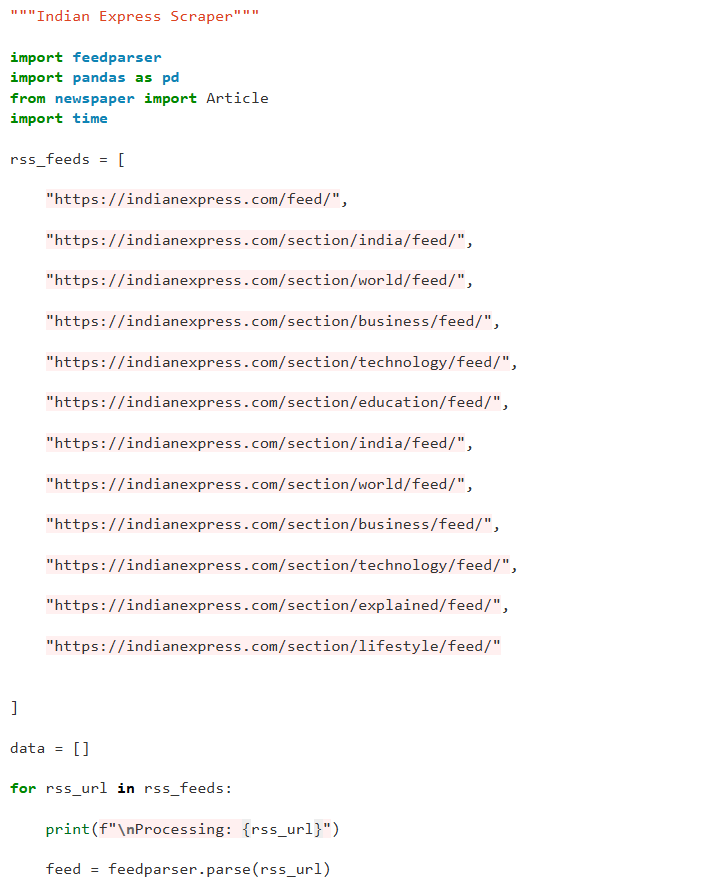 """Indian Express Scraper"""
import feedparser
import pandas as pd
from newspaper import Article
import time
rss_feeds = [
    "https://indianexpress.com/feed/",
    "https://indianexpress.com/section/india/feed/",
    "https://indianexpress.com/section/world/feed/",
    "https://indianexpress.com/section/business/feed/",
    "https://indianexpress.com/section/technology/feed/",
    "https://indianexpress.com/section/education/feed/",
    "https://indianexpress.com/section/india/feed/",
    "https://indianexpress.com/section/world/feed/",
    "https://indianexpress.com/section/business/feed/",
    "https://indianexpress.com/section/technology/feed/",
    "https://indianexpress.com/section/explained/feed/",
    "https://indianexpress.com/section/lifestyle/feed/"
]
data = []
for rss_url in rss_feeds:
    print(f"\nProcessing: {rss_url}")
    feed = feedparser.parse(rss_url)